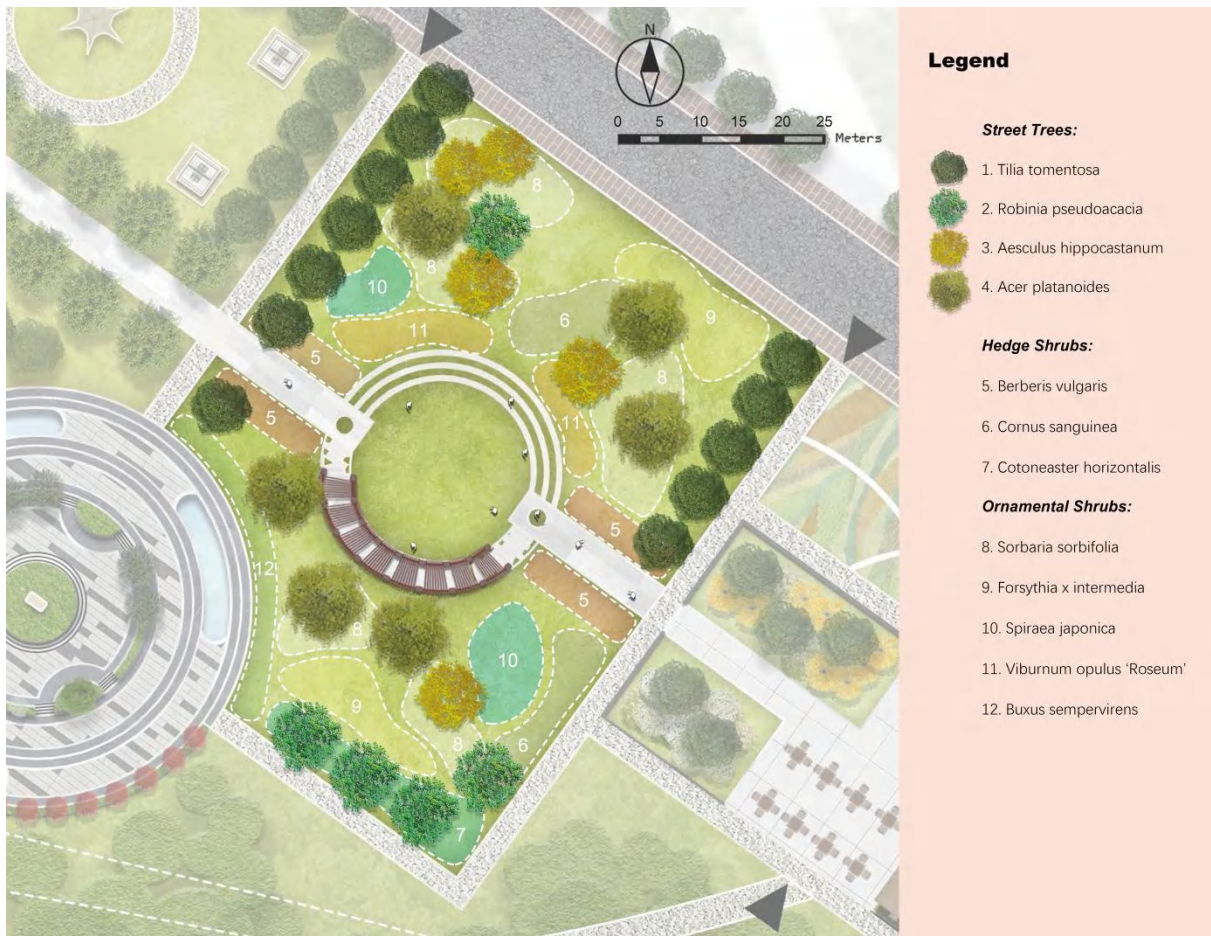 N
0 5 10 15 20 25
Meters
8
8
10
11
6
9
5
8
11
5
5
5
12
8
10
9
8
6
7
Legend
Street Trees:
1. Tilia tomentosa
2. Robinia pseudoacacia
3. Aesculus hippocastanum
4. Acer platanoides
Hedge Shrubs:
5. Berberis vulgaris
6. Cornus sanguinea
7. Cotoneaster horizontalis
Ornamental Shrubs:
8. Sorbaria sorbifolia
9. Forsythia x intermedia
10. Spiraea japonica
11. Viburnum opulus ‘Roseum’
12. Buxus sempervirens